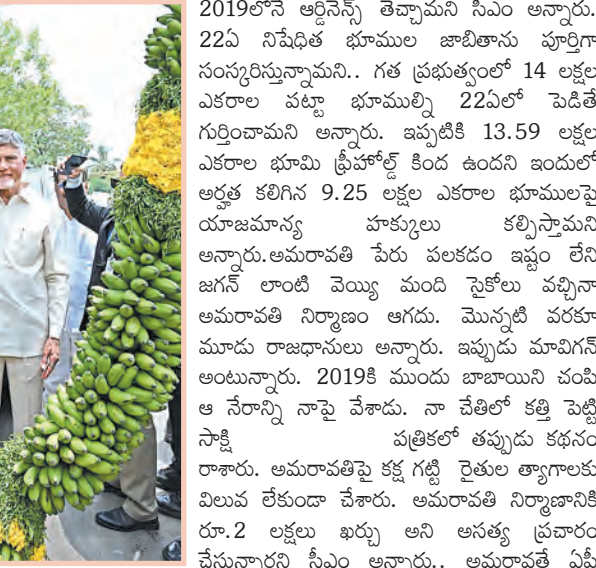 2019లోనే ఆర్డినెన్స్ తెచ్చామని సీఎం అన్నారు.
22ఏ నిషేధిత భూముల జాబితాను పూర్తిగా
సంస్కరిస్తున్నామని.. గత ప్రభుత్వంలో 14 లక్షల
ఎకరాల పట్టా భూముల్ని 22ఏలో పెడితే
గుర్తించామని అన్నారు. ఇప్పటికి 13.59 లక్షల
ఎకరాల భూమి ఫ్రీహోల్డ్ కింద ఉందని ఇందులో
అర్హత కలిగిన 9.25 లక్షల ఎకరాల భూములపై
యాజమాన్య హక్కులు కల్పిస్తామని
అన్నారు.అమరావతి పేరు పలకడం ఇష్టం లేని
జగన్ లాంటి వెయ్యి మంది సైకోలు వచ్చినా
అమరావతి నిర్మాణం ఆగదు. మొన్నటి వరకూ
మూడు రాజధానులు అన్నారు. ఇప్పుడు మావిగన్
అంటున్నారు. 2019కి ముందు బాబాయిని చంపి
ఆ నేరాన్ని నాపై వేశాడు. నా చేతిలో కత్తి పెట్టి
సాక్షి పత్రికలో తప్పుడు కథనం
రాశారు. అమరావతిపై కక్ష గట్టి రైతుల త్యాగాలకు
విలువ లేకుండా చేశారు. అమరావతి నిర్మాణానికి
రూ.2 లక్షలు ఖర్చు అని అసత్య ప్రచారం
చేస్తున్నారని సీఎం అన్నారు.. అమరావతే ఏపీ